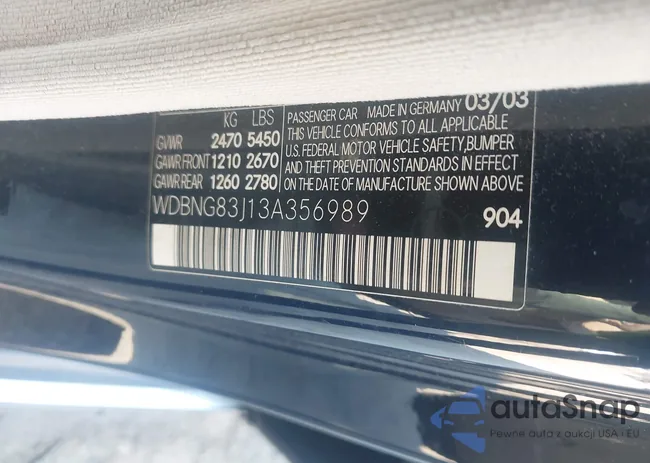 KG LBS
GVWR 2470 5450
GAWR FRONT 1210 2670
GAWR REAR 1260 2780
PASSENGER CAR MADE IN GERMANY 03/03
THIS VEHICLE CONFORMS TO ALL APPLICABLE
U.S. FEDERAL MOTOR VEHICLE SAFETY,BUMPER
AND THEFT PREVENTION STANDARDS IN EFFECT
ON THE DATE OF MANUFACTURE SHOWN ABOVE
WDBNG83J13A356989
904
autoSnap
Pewne auta z aukcji USA i EU